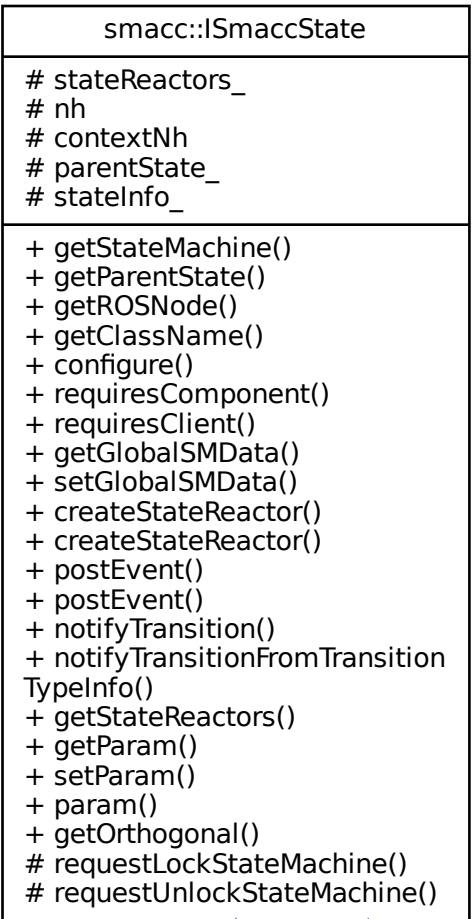 smacc::ISmaccState
# stateReactors_
# nh
# contextNh
# parentState_
# stateInfo_
+ getStateMachine()
+ getParentState()
+ getROSNode()
+ getClassName()
+ configure()
+ requiresComponent()
+ requiresClient()
+ getGlobalSMData()
+ setGlobalSMData()
+ createStateReactor()
+ createStateReactor()
+ postEvent()
+ postEvent()
+ notifyTransition()
+ notifyTransitionFromTransition
TypeInfo()
+ getStateReactors()
+ getParam()
+ setParam()
+ param()
+ getOrthogonal()
# requestLockStateMachine()
# requestUnlockStateMachine()